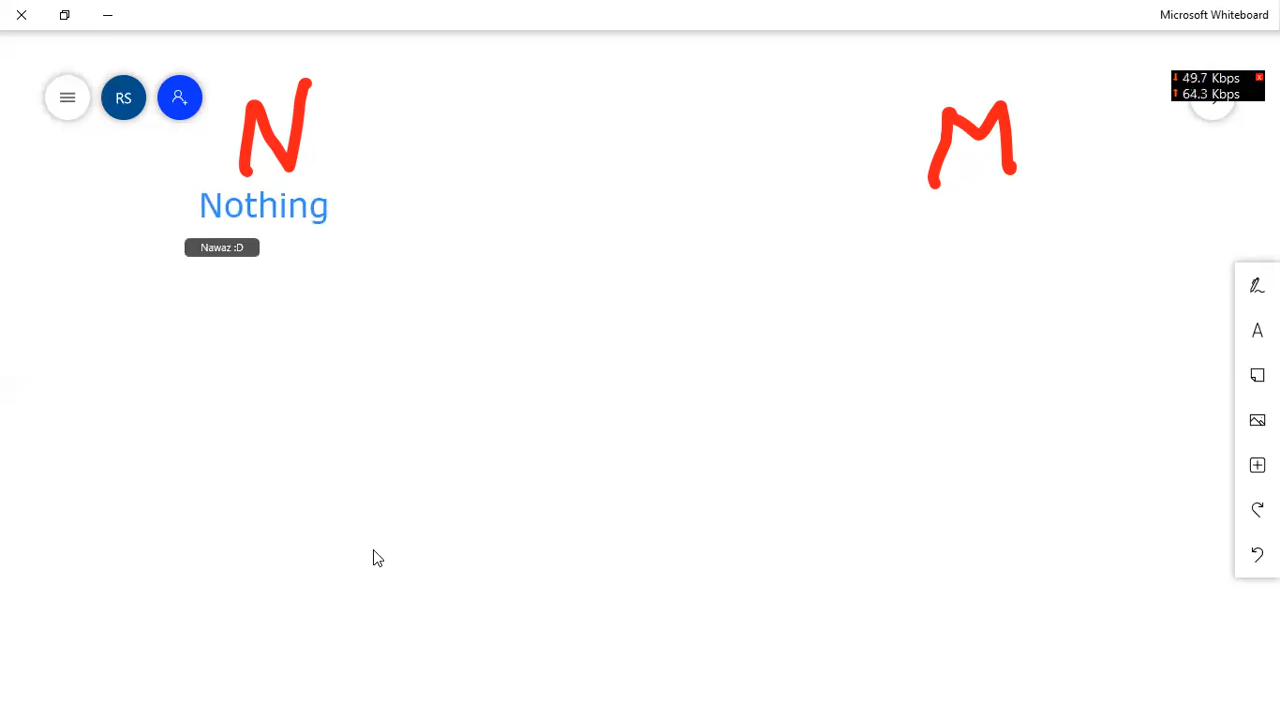 Microsoft Whiteboard
RS
N
M
49.7 Kbps
64.3 Kbps
Nothing
Nawaz :D
A